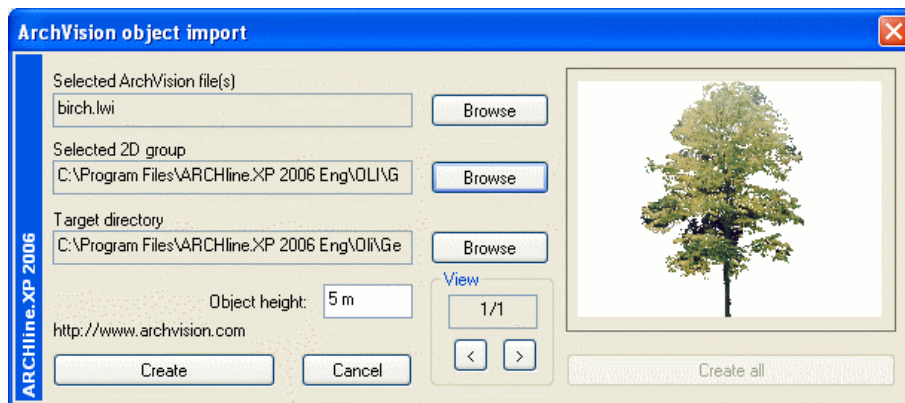 ArchVision object import
Selected ArchVision file(s)
birch.lwi
Browse
Selected 2D group
C:\Program Files\ARCHline.XP 2006 Eng\OLI\G
Browse
Target directory
C:\Program Files\ARCHline.XP 2006 Eng\Oli\Ge
Browse
Object height: 5 m
View
1/1
< >
http://www.archvision.com
Create
Cancel
Create all
ARCHline.XP 2006